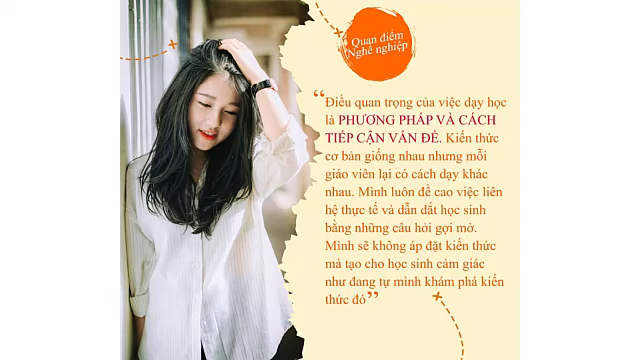 Quan điểm
Nghề nghiệp
“Điều quan trọng của việc dạy học
là PHƯƠNG PHÁP VÀ CÁCH
TIẾP CẬN VẤN ĐỀ. Kiến thức
cơ bản giống nhau nhưng mỗi
giáo viên lại có cách dạy khác
nhau. Mình luôn đề cao việc liên
hệ thực tế và dẫn dắt học sinh
bằng những câu hỏi gợi mở.
Mình sẽ không áp đặt kiến thức
mà tạo cho học sinh cảm giác
như đang tự mình khám phá kiến
thức đó”